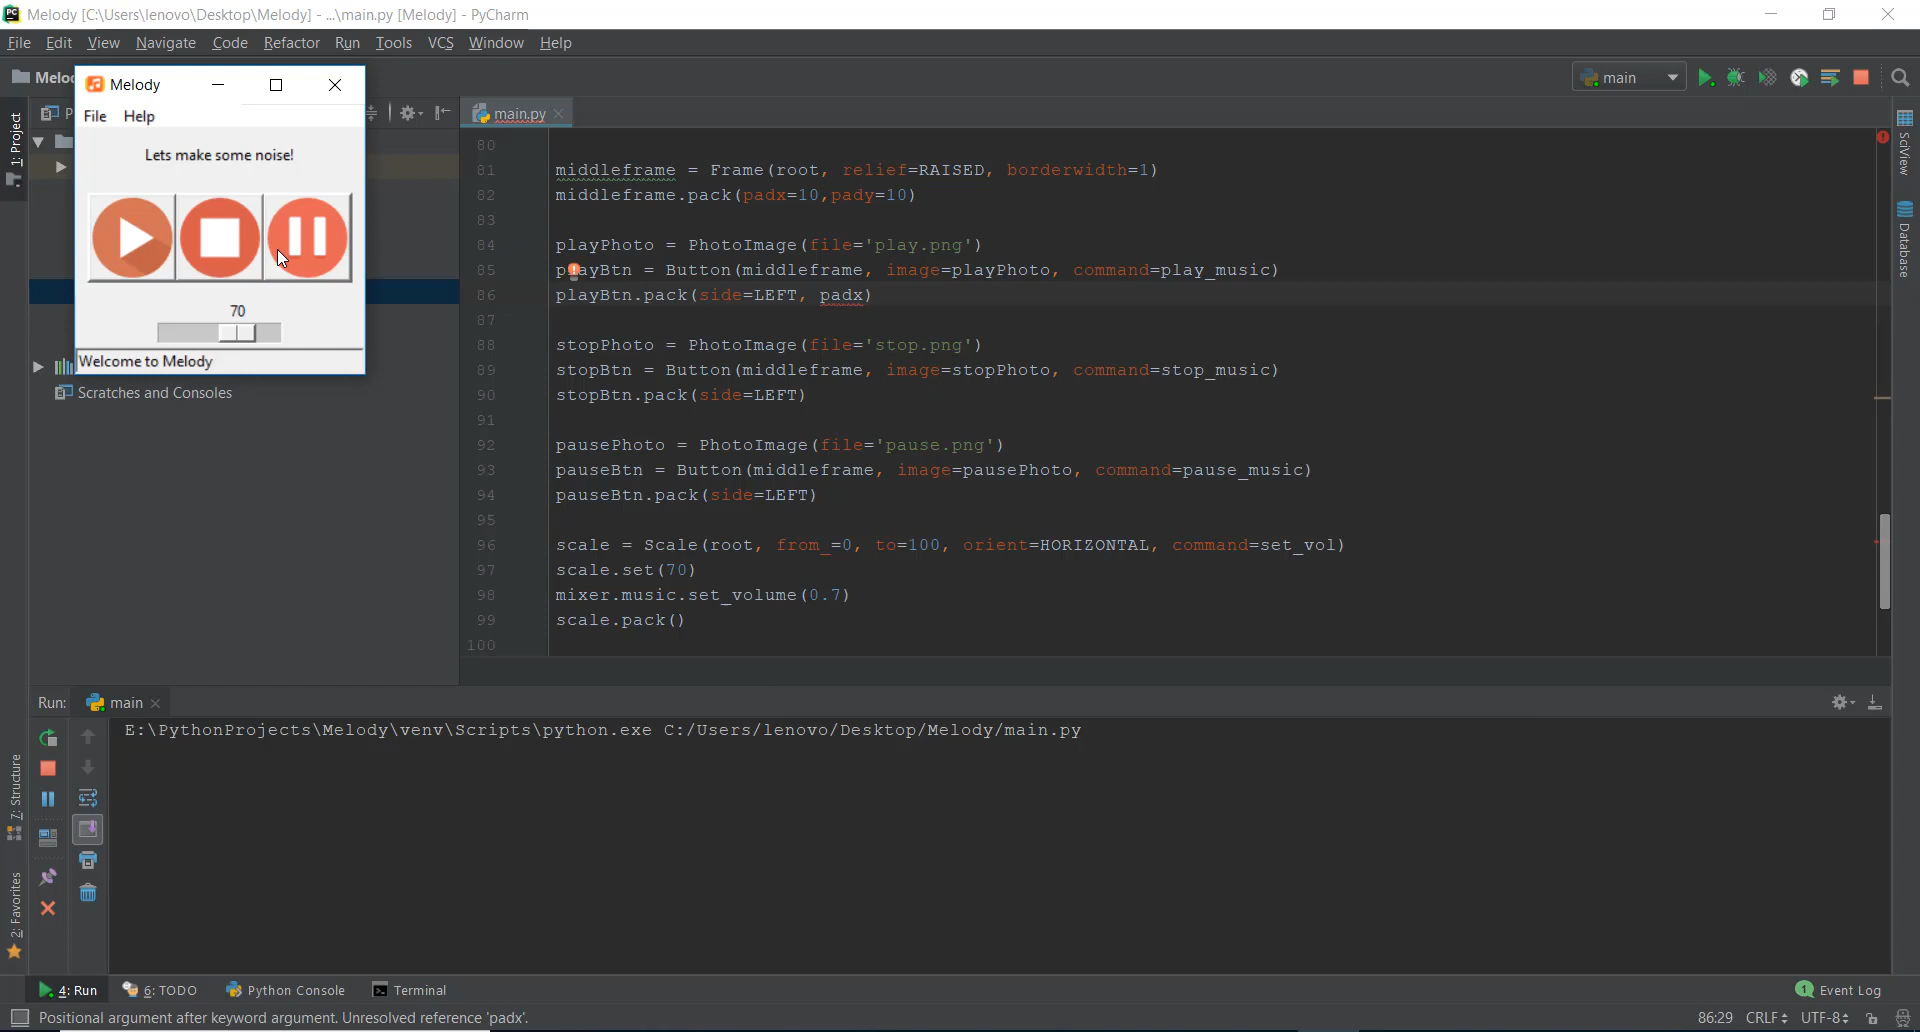 Melody [C:\Users\lenovo\Desktop\Melody] - ...\main.py [Melody] - PyCharm
File Edit View Navigate Code Refactor Run Tools VCS Window Help
main
Melody
File Help
Lets make some noise!
70
Welcome to Melody
Scratches and Consoles
1: Project
7: Structure
2: Favorites
SciView
Database
main.py
80
81 middleframe = Frame(root, relief=RAISED, borderwidth=1)
82 middleframe.pack(padx=10,pady=10)
83
84 playPhoto = PhotoImage(file='play.png')
85 playBtn = Button(middleframe, image=playPhoto, command=play_music)
86 playBtn.pack(side=LEFT, padx)
87
88 stopPhoto = PhotoImage(file='stop.png')
89 stopBtn = Button(middleframe, image=stopPhoto, command=stop_music)
90 stopBtn.pack(side=LEFT)
91
92 pausePhoto = PhotoImage(file='pause.png')
93 pauseBtn = Button(middleframe, image=pausePhoto, command=pause_music)
94 pauseBtn.pack(side=LEFT)
95
96 scale = Scale(root, from_=0, to=100, orient=HORIZONTAL, command=set_vol)
97 scale.set(70)
98 mixer.music.set_volume(0.7)
99 scale.pack()
100
Run: main
E:\PythonProjects\Melody\venv\Scripts\python.exe C:/Users/lenovo/Desktop/Melody/main.py
4: Run 6: TODO Python Console Terminal 1 Event Log
Positional argument after keyword argument. Unresolved reference 'padx'. 86:29 CRLF UTF-8